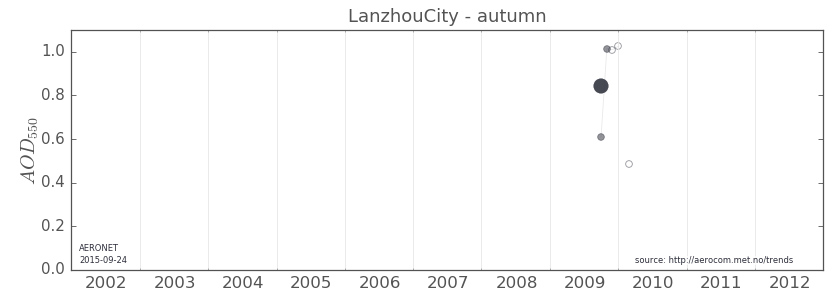 LanzhouCity - autumn
1.0
0.8
0.6
0.4
0.2
0.0
AOD550
AERONET
2015-09-24
source: http://aerocom.met.no/trends
2002 2003 2004 2005 2006 2007 2008 2009 2010 2011 2012